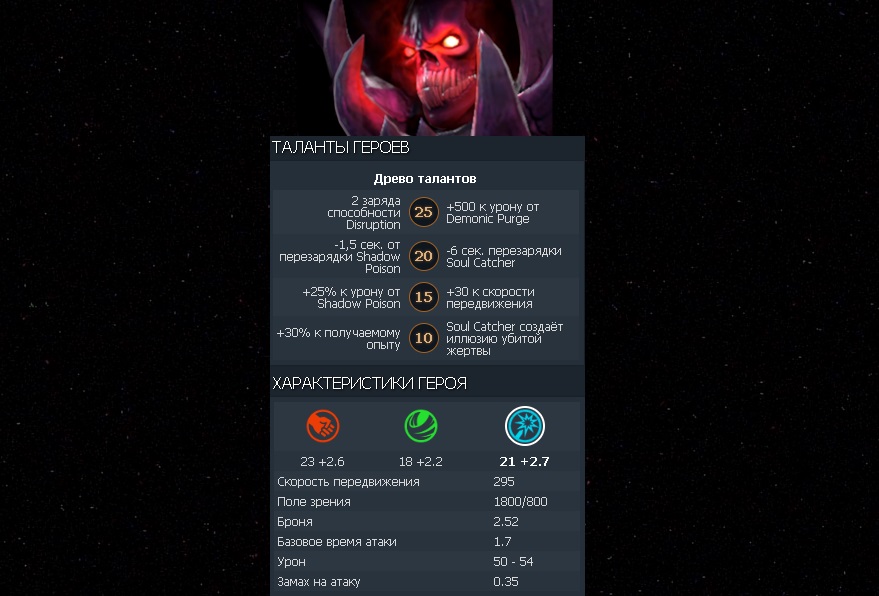 ТАЛАНТЫ ГЕРОЕВ
Древо талантов
2 заряда
способности
Disruption
25
+500 к урону от
Demonic Purge
-1,5 сек. от
перезарядки Shadow
Poison
20
-6 сек. перезарядки
Soul Catcher
+25% к урону от
Shadow Poison
15
+30 к скорости
передвижения
+30% к получаемому
опыту
10
Soul Catcher создаёт
иллюзию убитой
жертвы
ХАРАКТЕРИСТИКИ ГЕРОЯ
23 +2.6 18 +2.2 21 +2.7
Скорость передвижения 295
Поле зрения 1800/800
Броня 2.52
Базовое время атаки 1.7
Урон 50 - 54
Замах на атаку 0.35